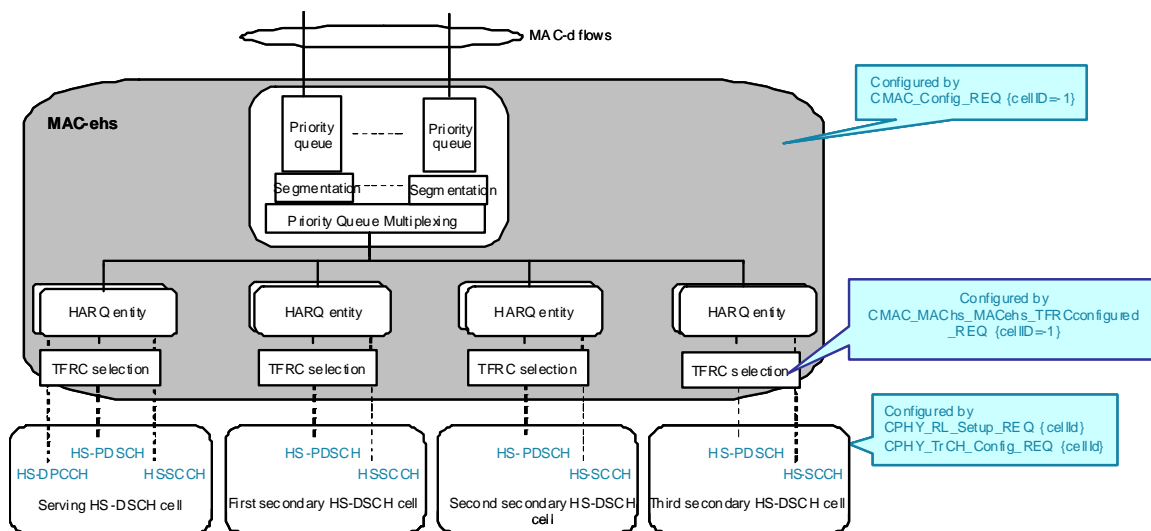 MAC-d flows
Configured by
CMAC_Config_REQ {cellID=-1}
MAC-ehs
Priority
queue
Priority
queue
Segmentation
Segmentation
Priority Queue Multiplexing
HARQ entity
HARQ entity
HARQ entity
HARQ entity
Configured by
CMAC_MAChs_MACehs_TFRCconfigured
_REQ {cellID=-1}
TFRC selection
TFRC selection
TFRC selection
TFRC selection
Configured by
CPHY_RL_Setup_REQ {cellId}
CPHY_TrCH_Config_REQ {cellId}
HS-PDSCH
HS-DPCCH
HSSCCH
Serving HS-DSCH cell
HS-PDSCH
HSSCCH
First secondary HS-DSCH cell
HS-PDSCH
HS-SCCH
Second secondary HS-DSCH
cell
HS-PDSCH
HS-SCCH
Third secondary HS-DSCH cell